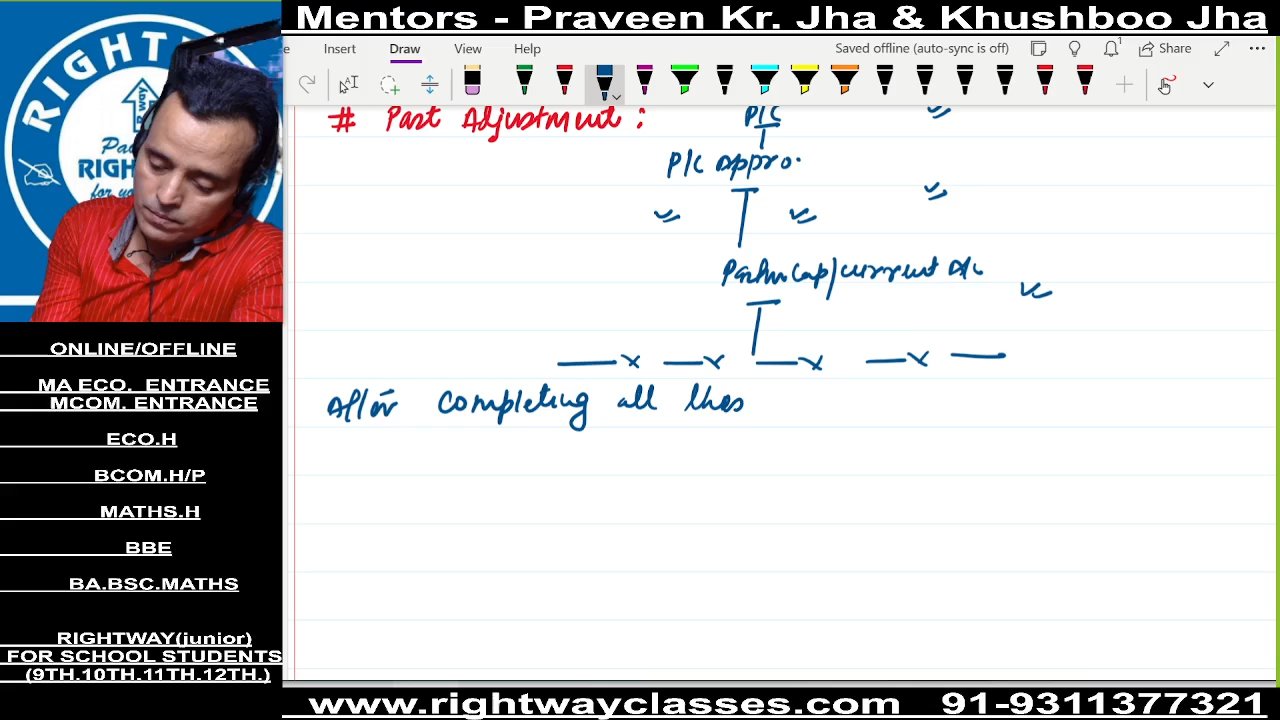 Mentors - Praveen Kr. Jha & Khushboo Jha
Insert Draw View Help Saved offline (auto-sync is off) Share
# Past Adjustment :
P/L
P/L Appro.
Partner Cap/current A/c
After completing all thes
RIGHTWAY
RIGHT
ONLINE/OFFLINE
MA ECO. ENTRANCE
MCOM. ENTRANCE
ECO.H
BCOM.H/P
MATHS.H
BBE
BA.BSC.MATHS
RIGHTWAY(junior)
FOR SCHOOL STUDENTS
(9TH.10TH.11TH.12TH.)
www.rightwayclasses.com 91-9311377321